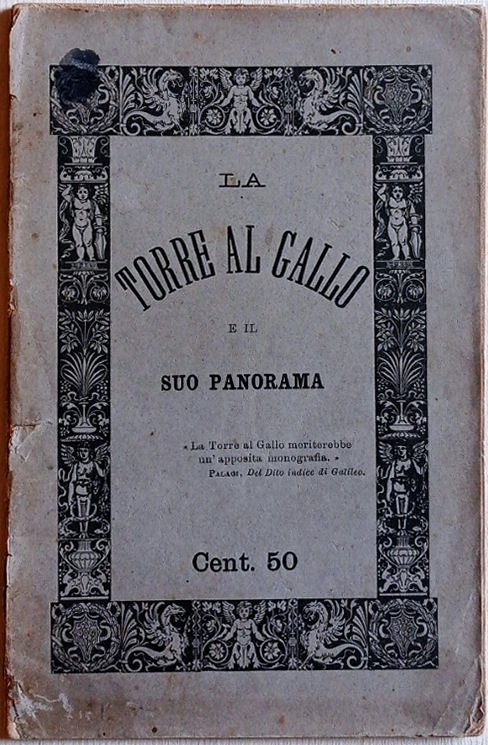 LA
TORRE AL GALLO
E IL
SUO PANORAMA
« La Torre al Gallo meriterebbe
un' apposita monografia. »
PALAGI, Del Dito indice di Galileo.
Cent. 50